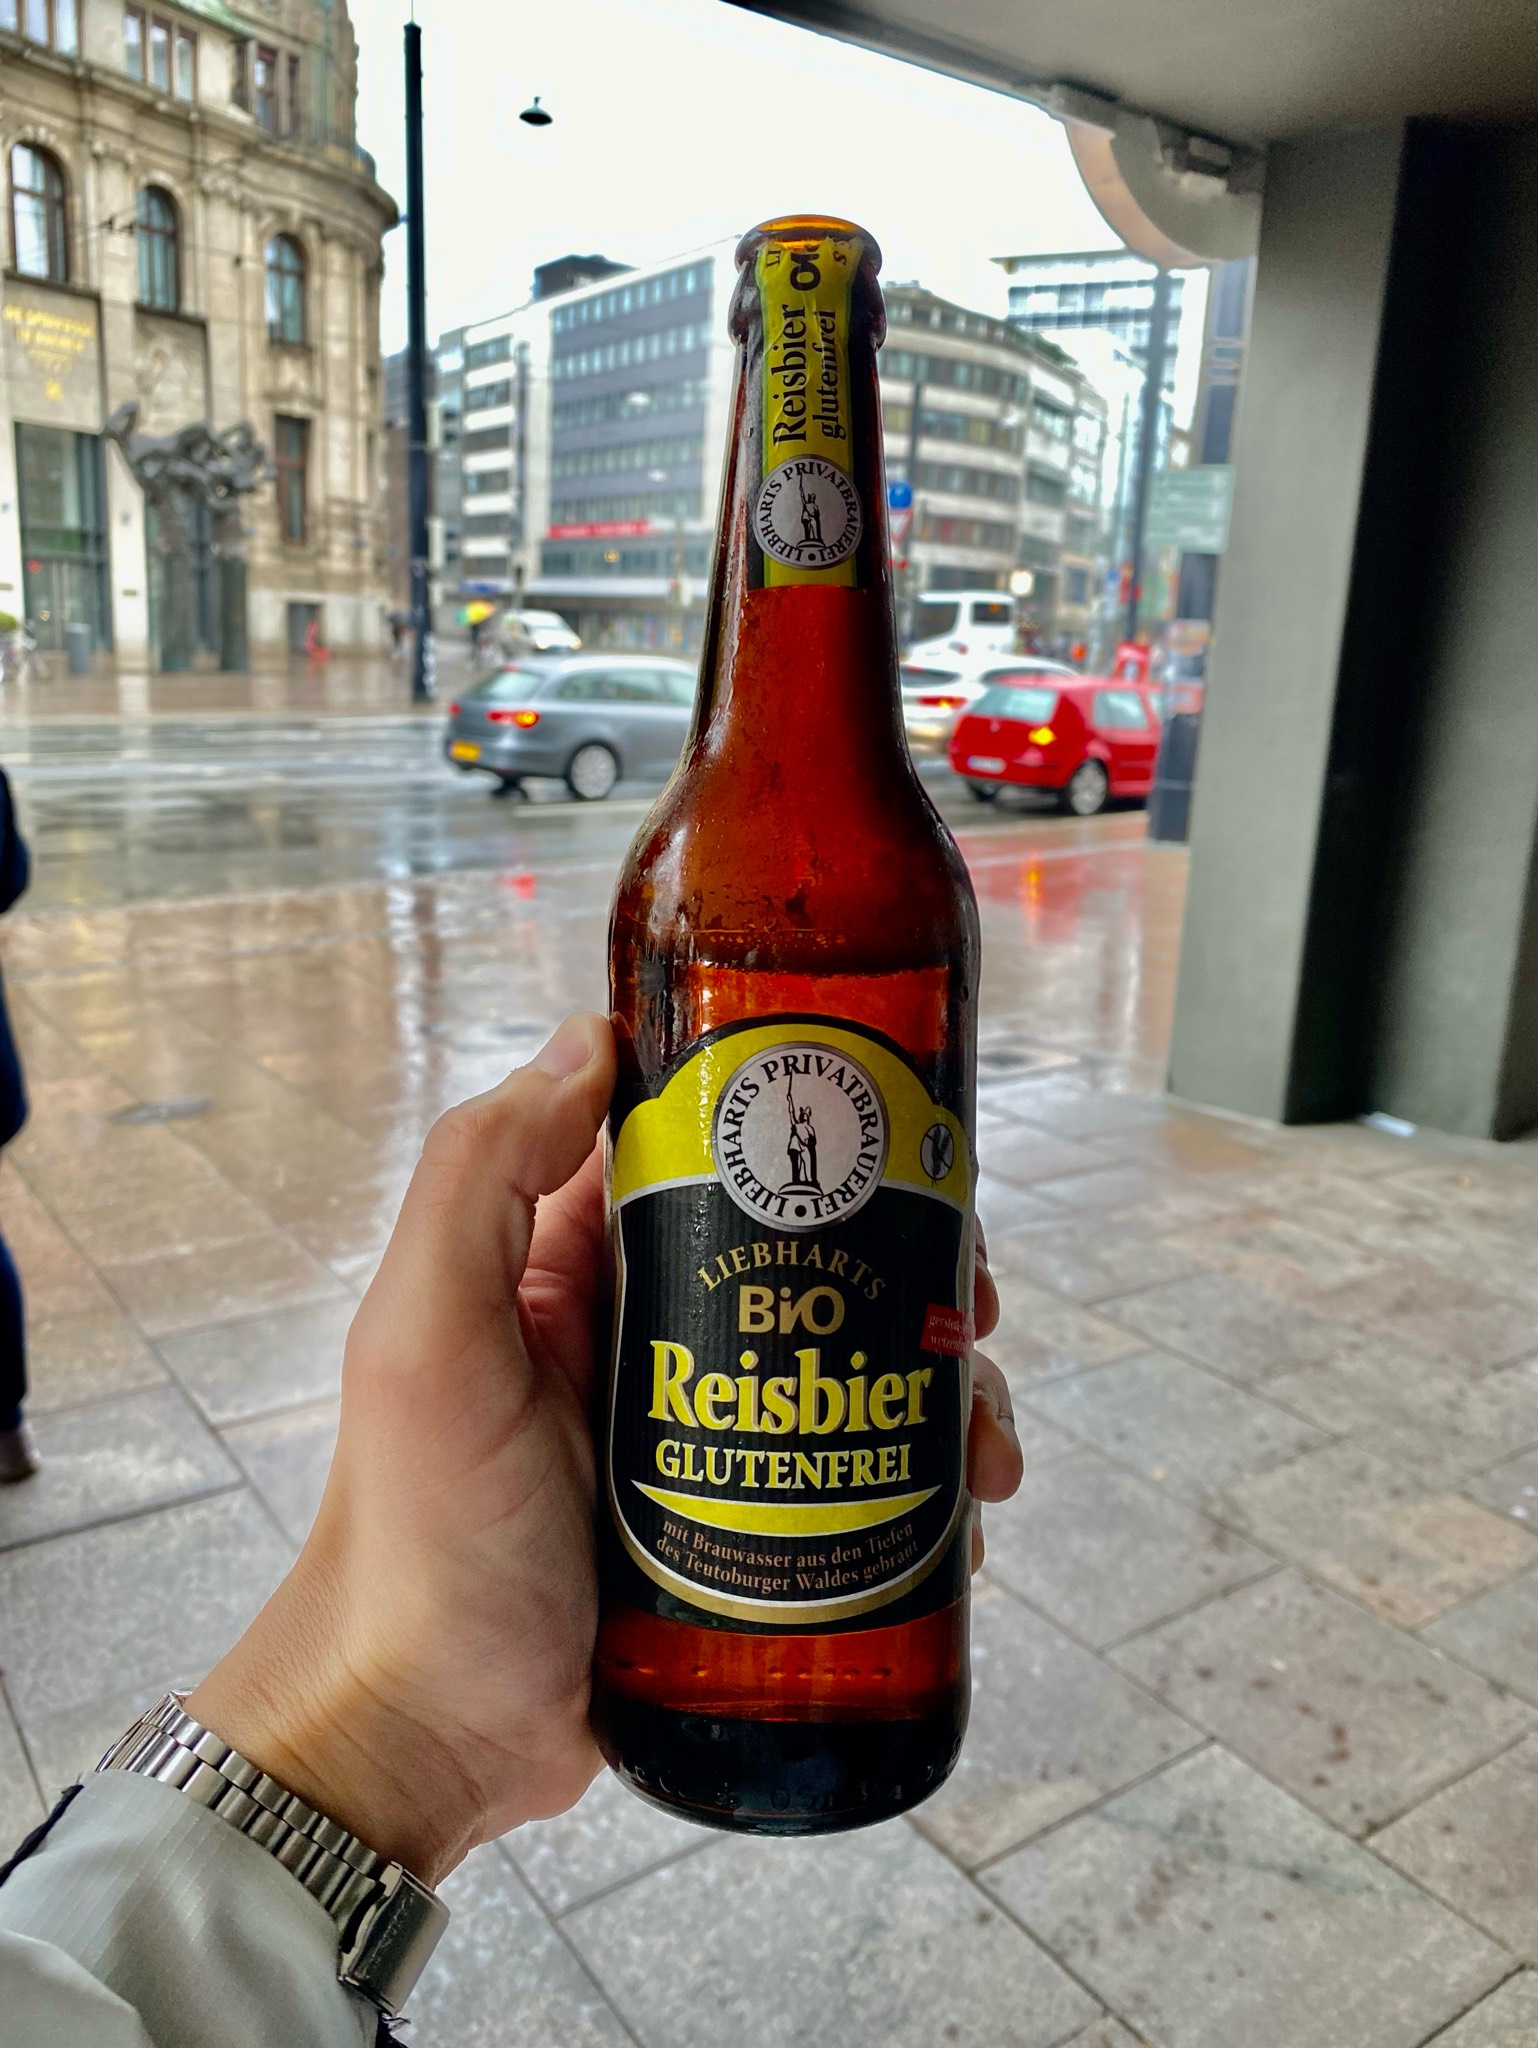 Reisbier
glutenfrei
LIEBHARTS PRIVATBRAUEREI •
LIEBHARTS PRIVATBRAUEREI •
LIEBHARTS
BiO
Reisbier
GLUTENFREI
mit Brauwasser aus den Tiefen
des Teutoburger Waldes gebraut